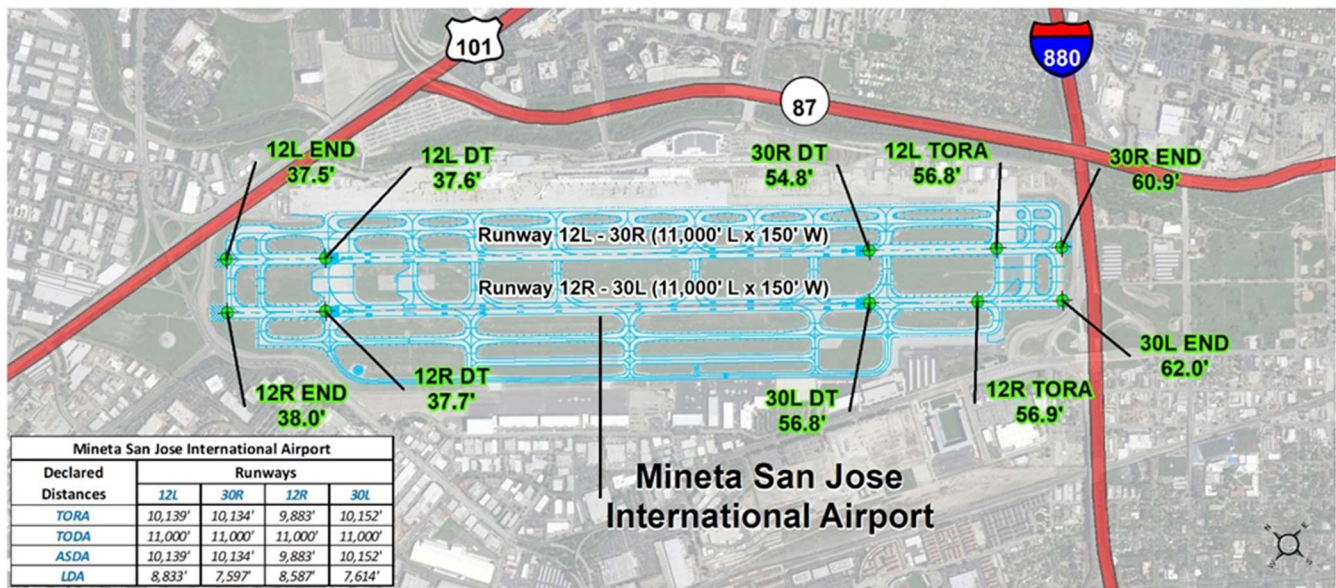 101
880
87
12L END
37.5'
12L DT
37.6'
30R DT
54.8'
12L TORA
56.8'
30R END
60.9'
Runway 12L - 30R (11,000' L x 150' W)
Runway 12R - 30L (11,000' L x 150' W)
12R END
38.0'
12R DT
37.7'
30L DT
56.8'
12R TORA
56.9'
30L END
62.0'
Mineta San Jose
International Airport
Mineta San Jose International Airport
Declared Distances Runways
12L 30R 12R 30L
TORA 10,139' 10,134' 9,883' 10,152'
TODA 11,000' 11,000' 11,000' 11,000'
ASDA 10,139' 10,134' 9,883' 10,152'
LDA 8,833' 7,597' 8,587' 7,614'
N E
W S